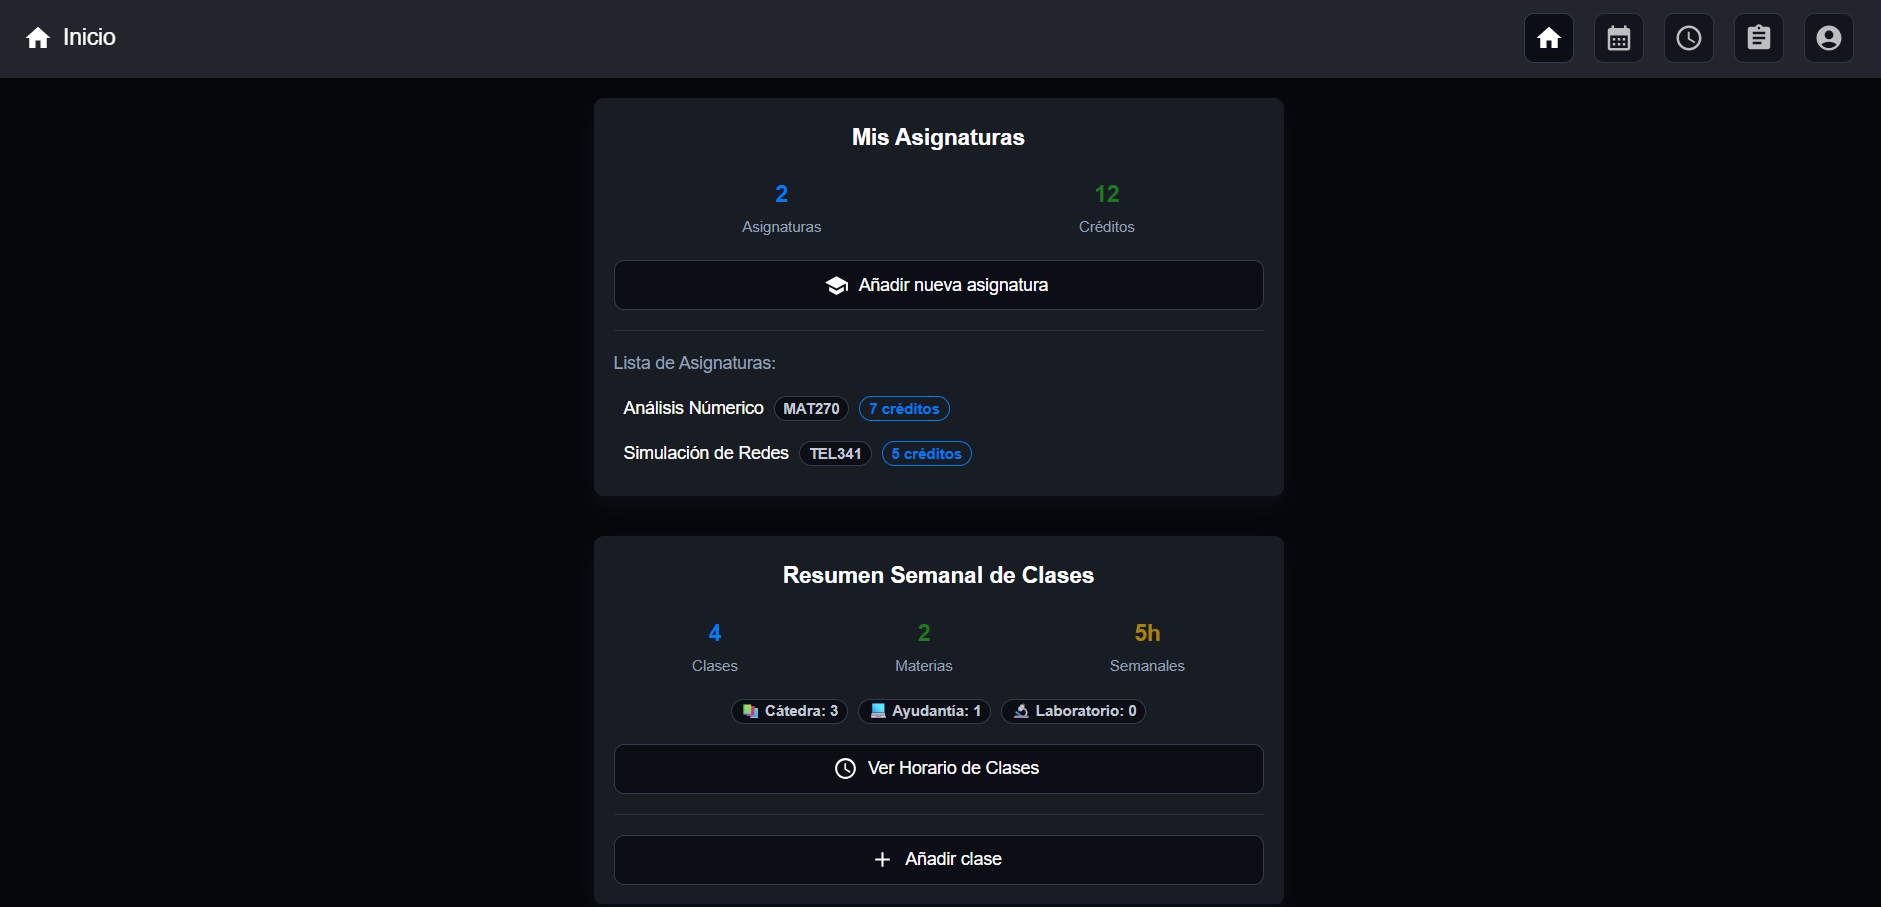 Inicio
Mis Asignaturas
2
Asignaturas
12
Créditos
Añadir nueva asignatura
Lista de Asignaturas:
Análisis Númerico MAT270 7 créditos
Simulación de Redes TEL341 5 créditos
Resumen Semanal de Clases
4
Clases
2
Materias
5h
Semanales
Cátedra: 3 Ayudantía: 1 Laboratorio: 0
Ver Horario de Clases
Añadir clase